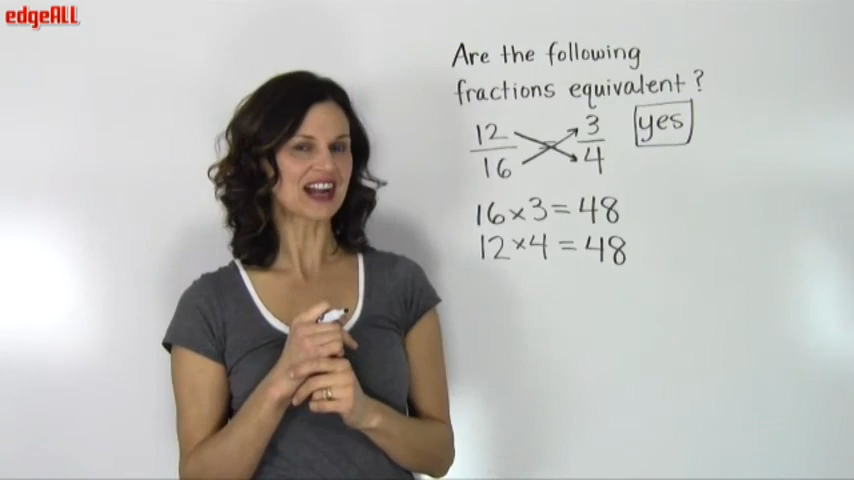 edgeALL
Are the following
fractions equivalent?
12/16 3/4 yes
16×3=48
12×4=48